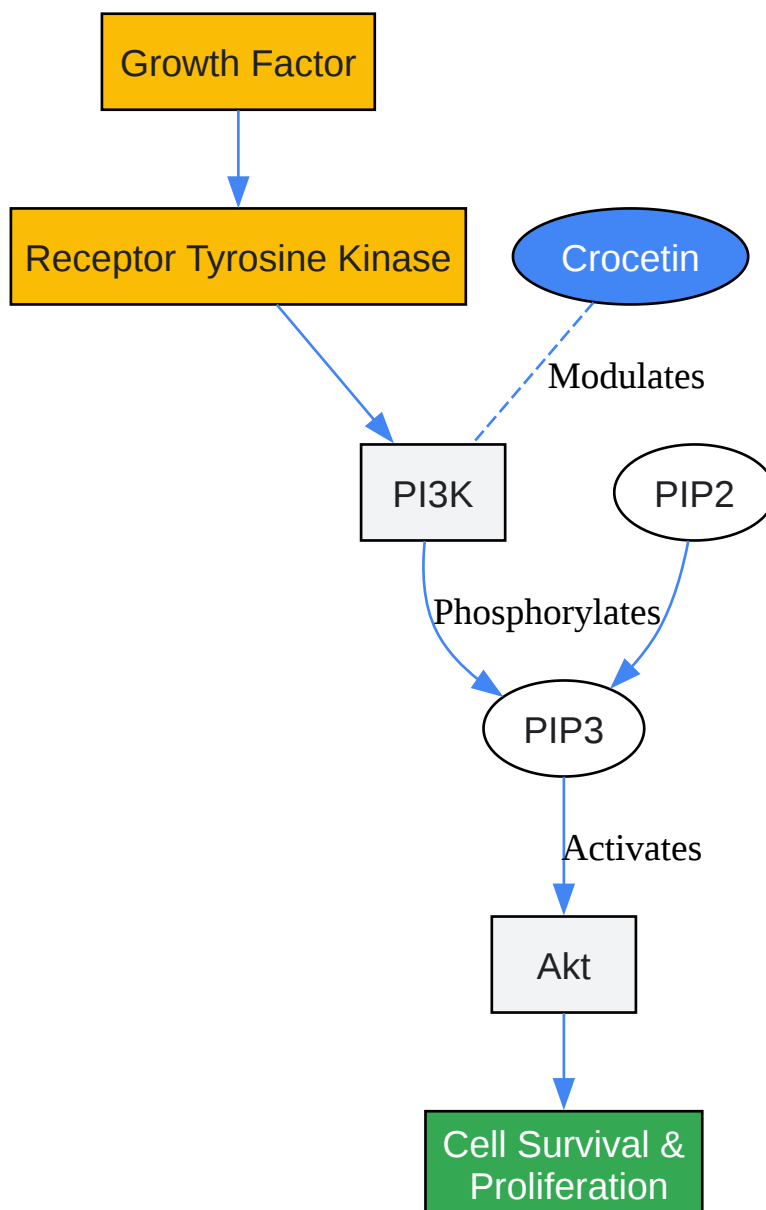 Growth Factor
Receptor Tyrosine Kinase
Crocetin
Modulates
PI3K
PIP2
Phosphorylates
PIP3
Activates
Akt
Cell Survival &
Proliferation